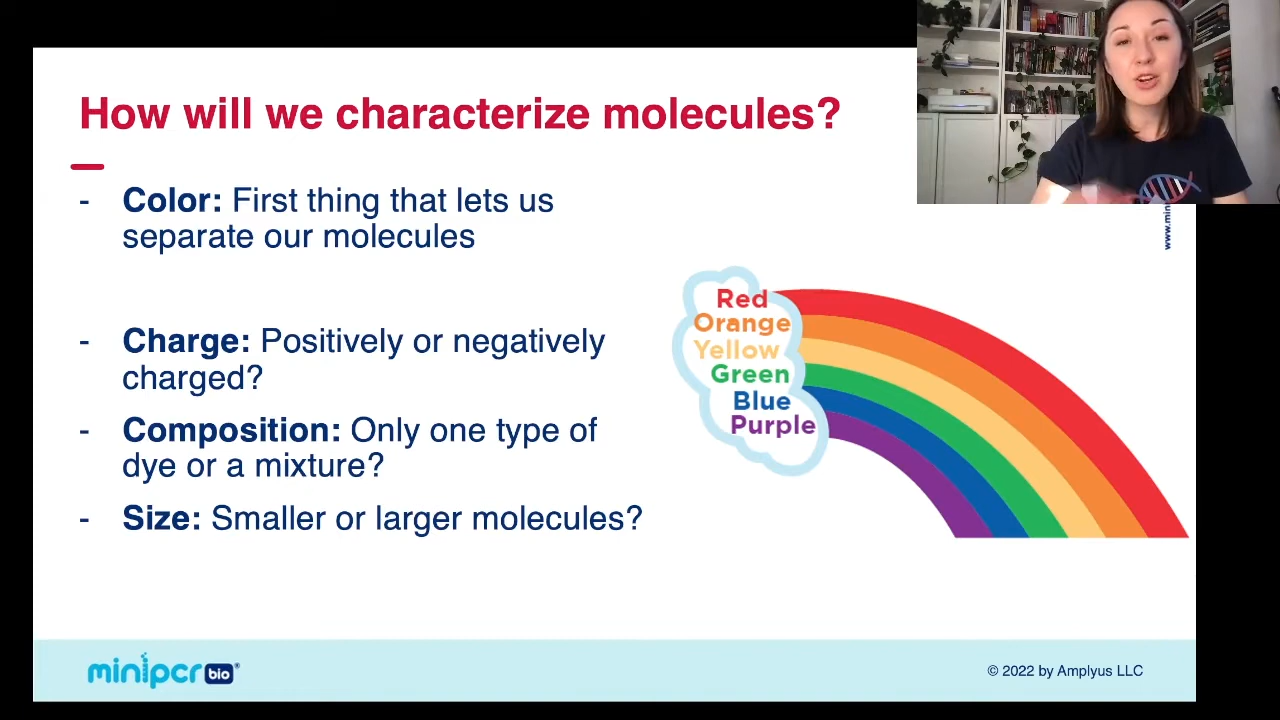 How will we characterize molecules?
- Color: First thing that lets us
separate our molecules
- Charge: Positively or negatively
charged?
- Composition: Only one type of
dye or a mixture?
- Size: Smaller or larger molecules?
Red
Orange
Yellow
Green
Blue
Purple
www.min
minipcr bio®
© 2022 by Amplyus LLC